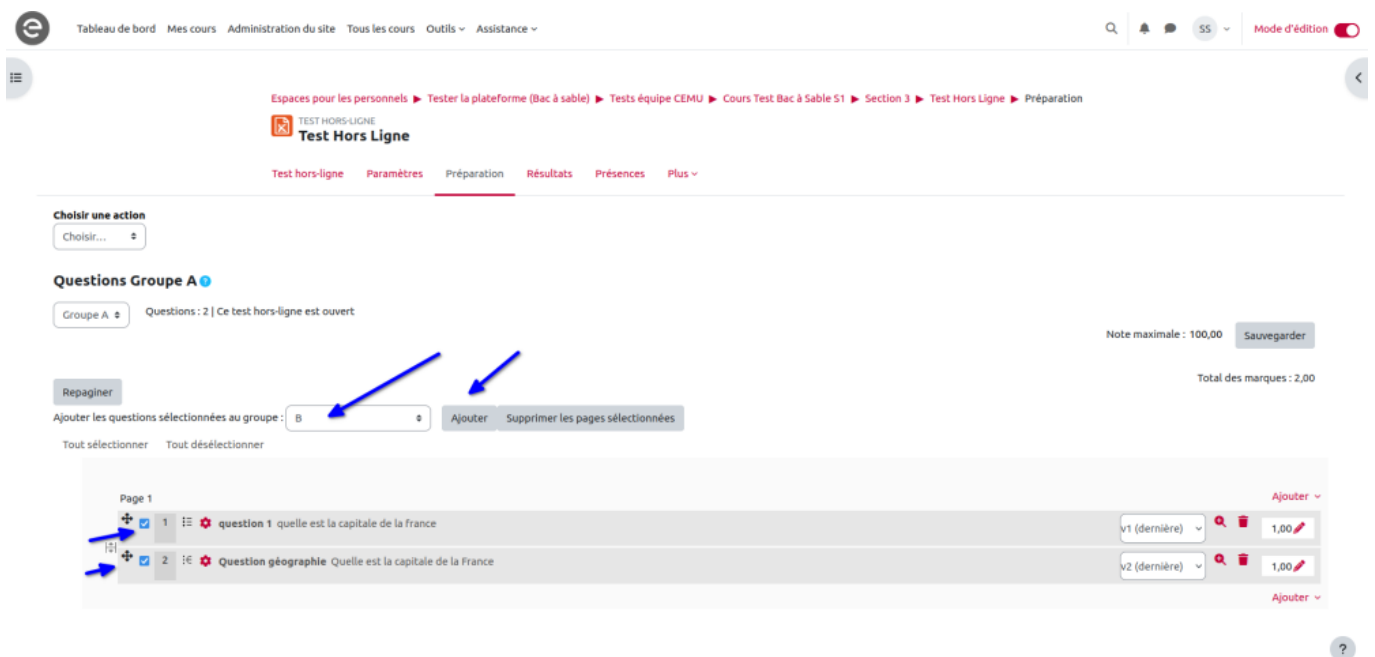 Tableau de bord Mes cours Administration du site Tous les cours Outils Assistance SS Mode d'édition
Espaces pour les personnels ▶ Tester la plateforme (Bac à sable) ▶ Tests équipe CEMU ▶ Cours Test Bac à Sable S1 ▶ Section 3 ▶ Test Hors Ligne ▶ Préparation
TEST HORS-LIGNE
Test Hors Ligne
Test hors-ligne Paramètres Préparation Résultats Présences Plus
Choisir une action
Choisir...
Questions Groupe A
Groupe A Questions : 2 | Ce test hors-ligne est ouvert
Note maximale : 100,00 Sauvegarder
Total des marques : 2,00
Repaginer
Ajouter les questions sélectionnées au groupe : B Ajouter Supprimer les pages sélectionnées
Tout sélectionner Tout désélectionner
Page 1 Ajouter
1 question 1 quelle est la capitale de la france v1 (dernière) 1,00
2 Question géographie Quelle est la capitale de la France v2 (dernière) 1,00
Ajouter
?